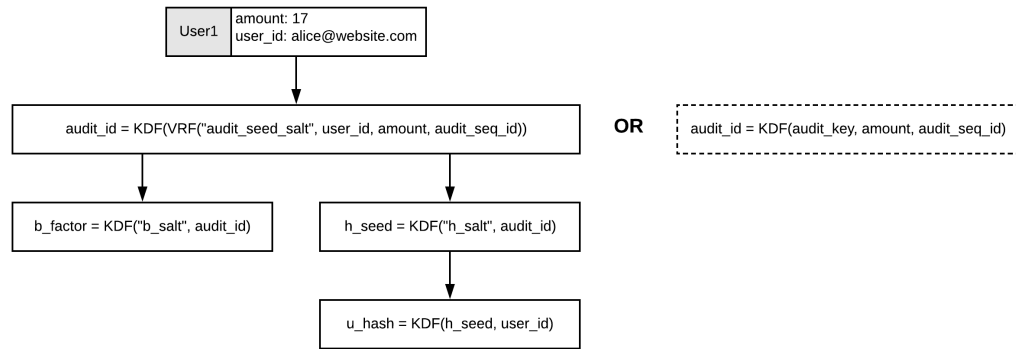 User1
amount: 17
user_id: alice@website.com
audit_id = KDF(VRF("audit_seed_salt", user_id, amount, audit_seq_id))
OR
audit_id = KDF(audit_key, amount, audit_seq_id)
b_factor = KDF("b_salt", audit_id)
h_seed = KDF("h_salt", audit_id)
u_hash = KDF(h_seed, user_id)